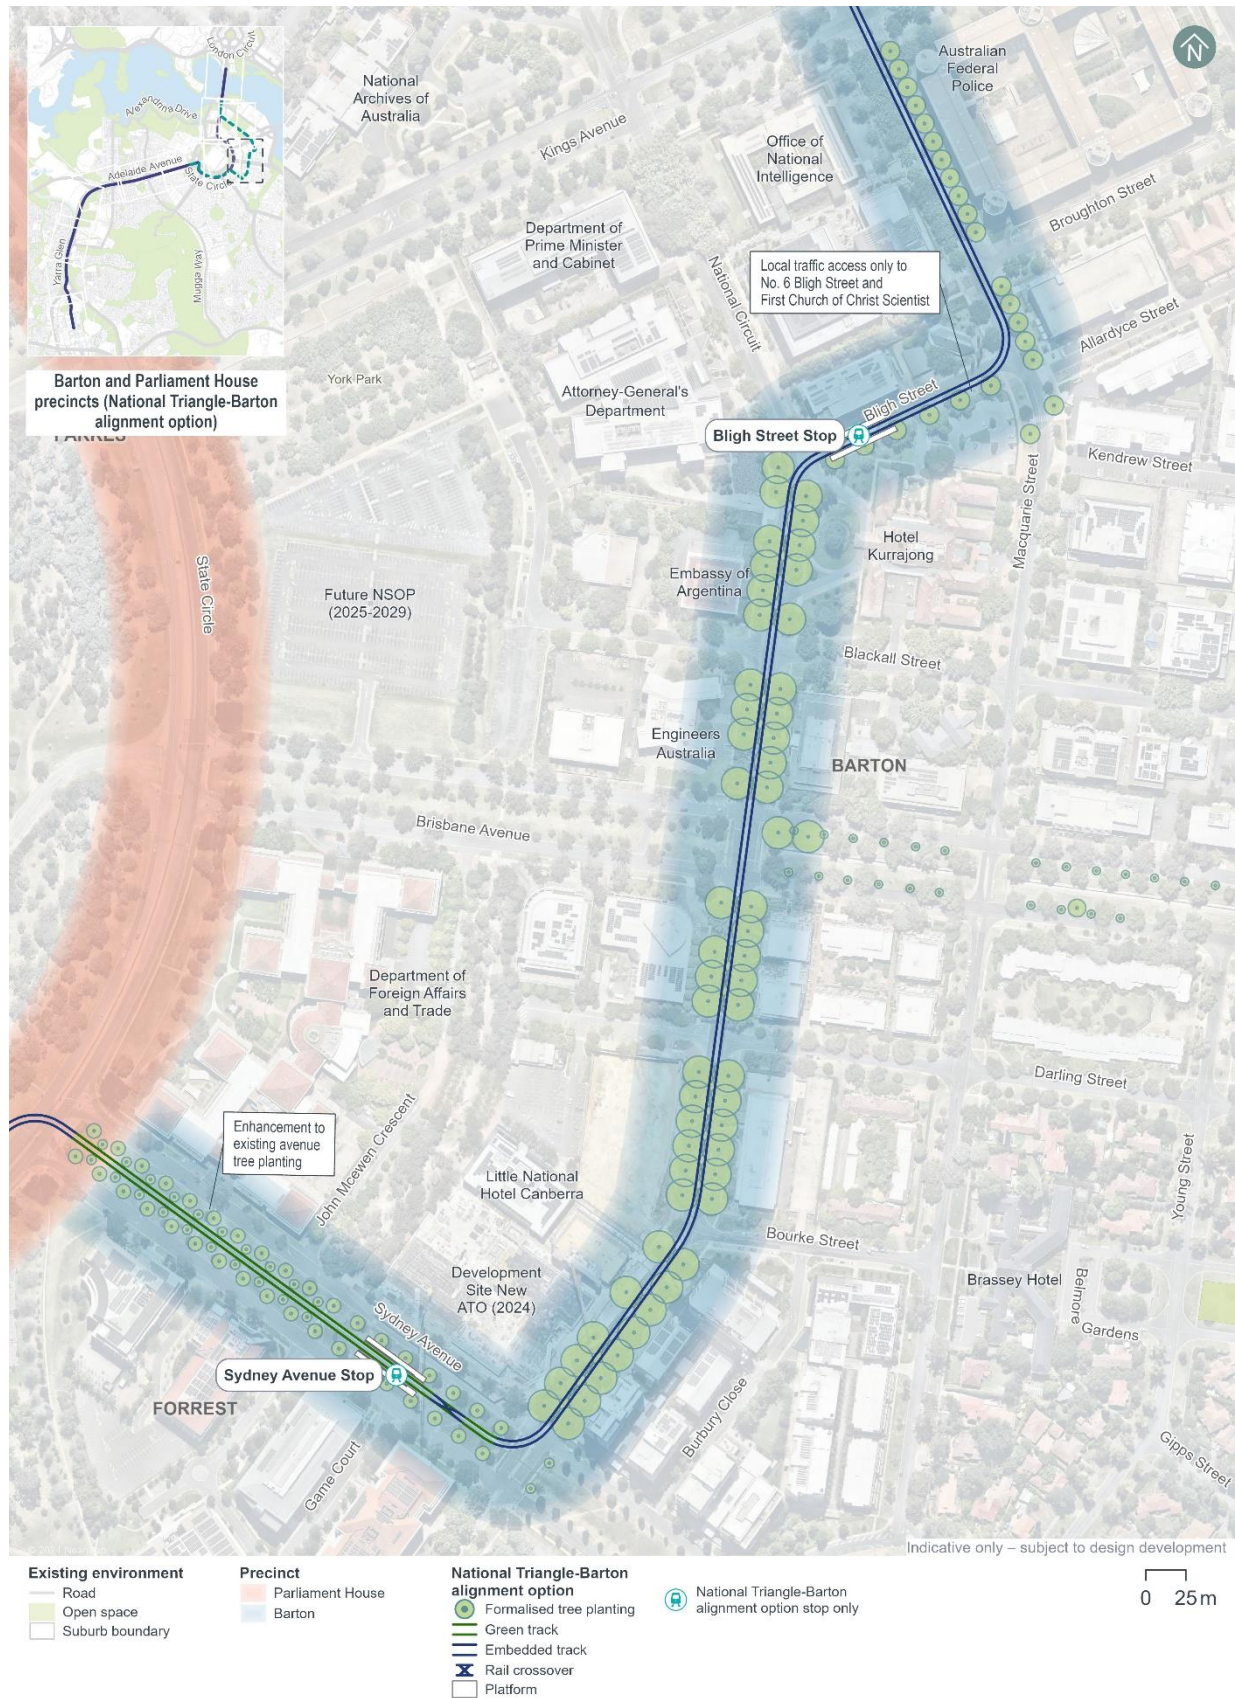 London Circuit
Alexandrina Drive
Adelaide Avenue
State Circle
Yarra Glen
Mugga Way
Barton and Parliament House
precincts (National Triangle-Barton
alignment option)
N
Australian
Federal
Police
National
Archives of
Australia
Kings Avenue
Office of
National
Intelligence
Broughton Street
Department of
Prime Minister
and Cabinet
Local traffic access only to
No. 6 Bligh Street and
First Church of Christ Scientist
National Circuit
Allardyce Street
York Park
Attorney-General's
Department
Bligh Street
Bligh Street Stop
Kendrew Street
Macquarie Street
State Circle
Hotel
Kurrajong
Embassy of
Argentina
Future NSOP
(2025-2029)
Blackall Street
Engineers
Australia
BARTON
Brisbane Avenue
Department of
Foreign Affairs
and Trade
Darling Street
Enhancement to
existing avenue
tree planting
John Mcewen Crescent
Little National
Hotel Canberra
Young Street
Bourke Street
Development
Site New
ATO (2024)
Brassey Hotel
Belmore
Gardens
Sydney Avenue
Sydney Avenue Stop
FORREST
Burbury Close
Game Court
Gipps Street
Indicative only – subject to design development
Existing environment
Road
Open space
Suburb boundary
Precinct
Parliament House
Barton
National Triangle-Barton
alignment option
Formalised tree planting
Green track
Embedded track
Rail crossover
Platform
National Triangle-Barton
alignment option stop only
0 25m